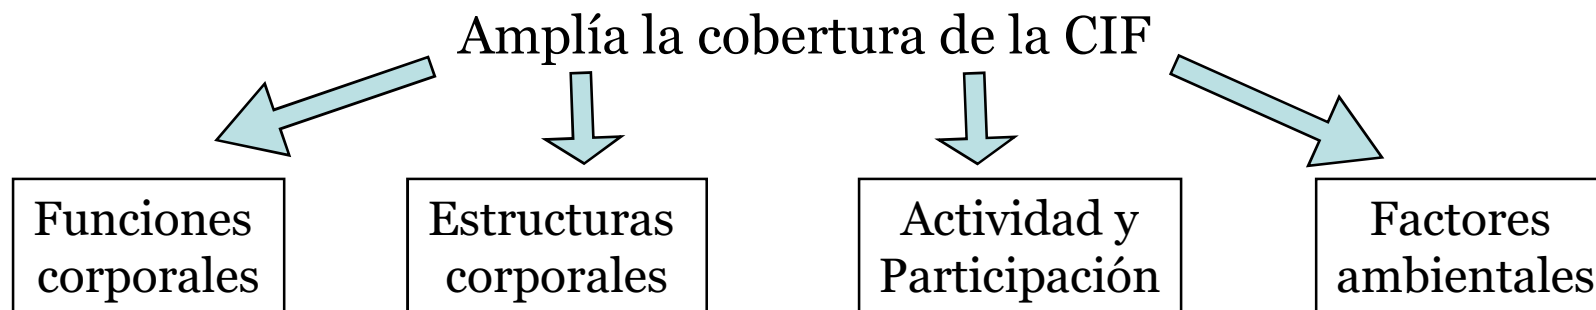 Amplía la cobertura de la CIF
Funciones
corporales
Estructuras
corporales
Actividad y
Participación
Factores
ambientales